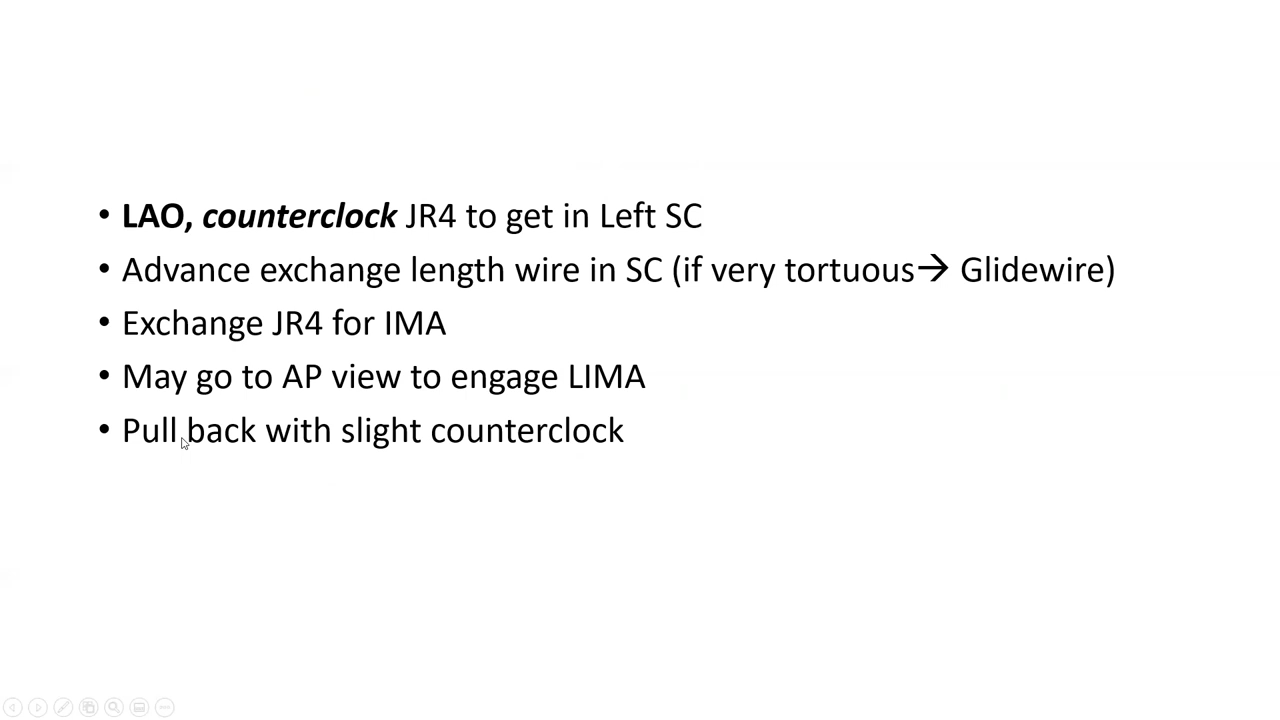 • LAO, counterclock JR4 to get in Left SC
• Advance exchange length wire in SC (if very tortuous→ Glidewire)
• Exchange JR4 for IMA
• May go to AP view to engage LIMA
• Pull back with slight counterclock